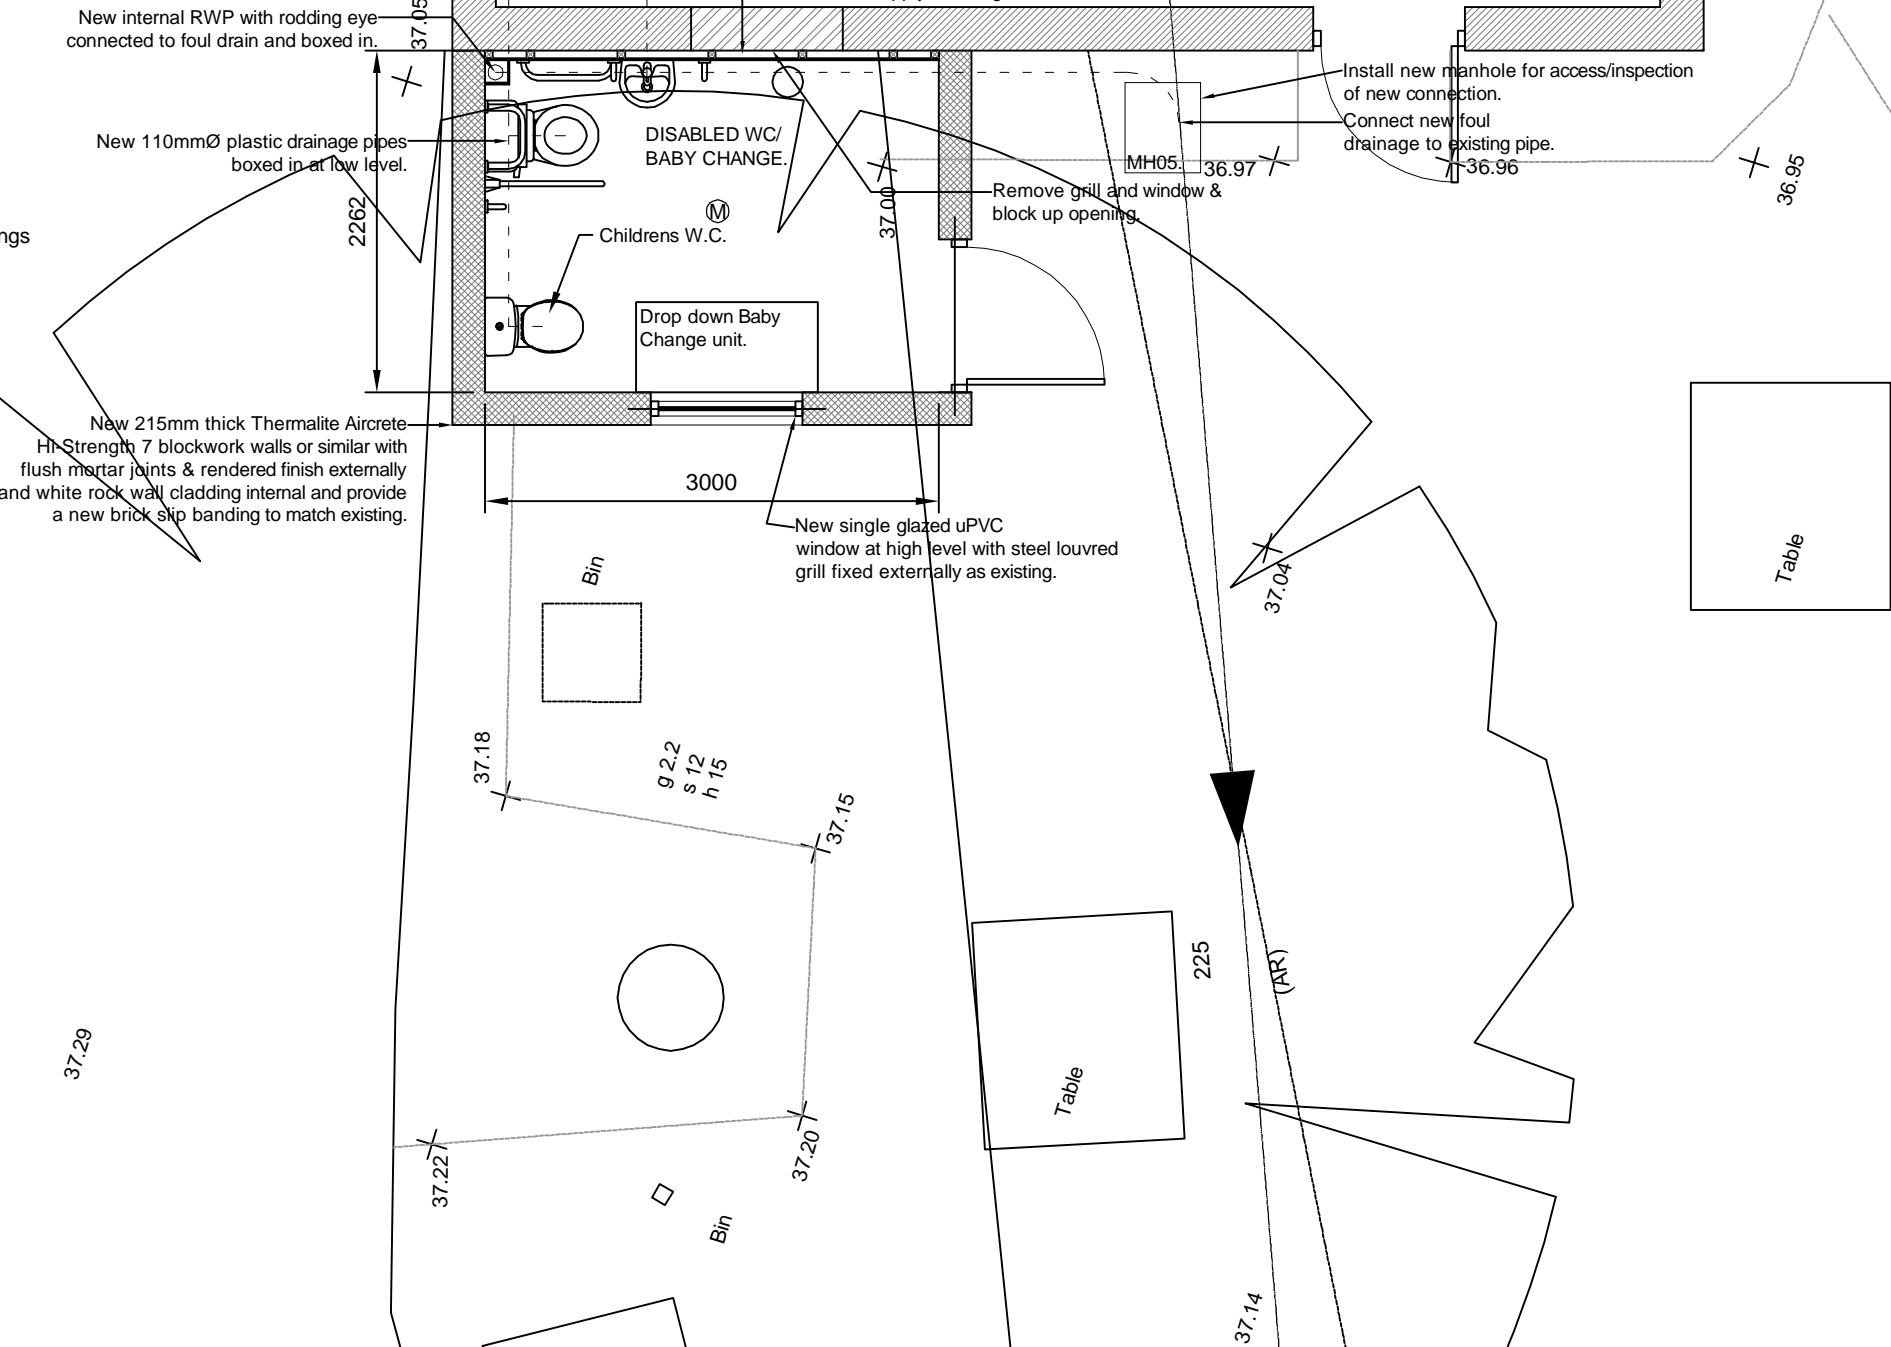 New internal RWP with rodding eye
connected to foul drain and boxed in.
37.05
New 110mmØ plastic drainage pipes
boxed in at low level.
2262
ngs
DISABLED WC/
BABY CHANGE.
M
Childrens W.C.
Drop down Baby
Change unit.
37.00
Remove grill and window &
block up opening.
Install new manhole for access/inspection
of new connection.
Connect new foul
drainage to existing pipe.
MH05.
36.97
36.96
36.95
New 215mm thick Thermalite Aircrete
Hi-Strength 7 blockwork walls or similar with
flush mortar joints & rendered finish externally
and white rock wall cladding internal and provide
a new brick slip banding to match existing.
3000
New single glazed uPVC
window at high level with steel louvred
grill fixed externally as existing.
Bin
37.04
Table
37.18
g 2.2
s 12
h 15
37.15
225
(AR)
37.29
Table
37.22
37.20
Bin
37.14